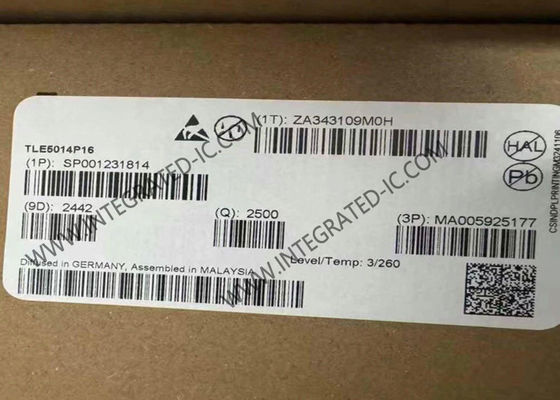 (1T): ZA343109M0H
TLE5014P16
(1P): SP001231814
HAL
Pb
(9D): 2442
(Q): 2500
(3P): MA005925177
Diffused in GERMANY, Assembled in MALAYSIA
Level/Temp: 3/260
WWW.INTEGRATED-IC.COM
WWW.INTEGRATED-IC.COM